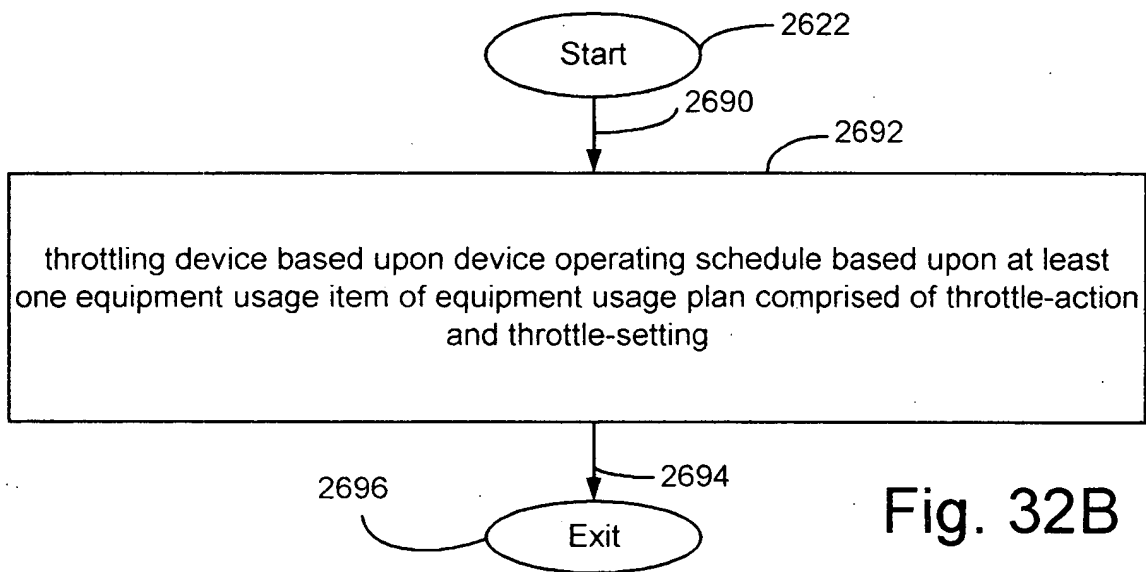 2622
Start
2690
2692
throttling device based upon device operating schedule based upon at least
one equipment usage item of equipment usage plan comprised of throttle-action
and throttle-setting
2694
2696
Exit
Fig. 32B